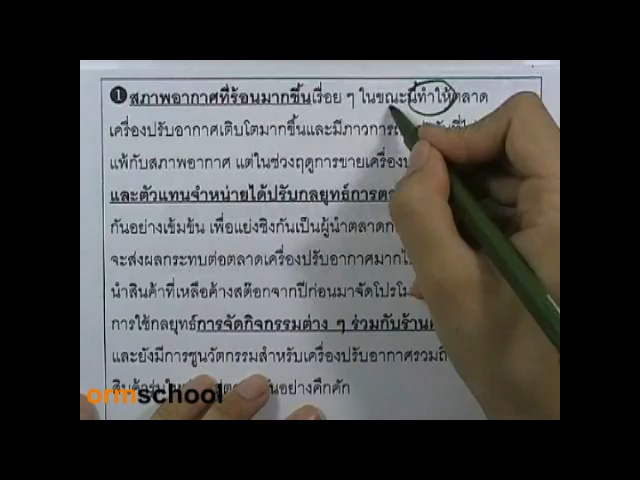 ❶ สภาพอากาศที่ร้อนมากขึ้นเรื่อย ๆ ในขณะนี้ทำให้ตลาด
เครื่องปรับอากาศเติบโตมากขึ้นและมีภาวการ
แพ้กับสภาพอากาศ แต่ในช่วงฤดูการขายเครื่อง
และตัวแทนจำหน่ายได้ปรับกลยุทธ์การ
กันอย่างเข้มข้น เพื่อแย่งชิงกันเป็นผู้นำตลาด
จะส่งผลกระทบต่อตลาดเครื่องปรับอากาศมาก
นำสินค้าที่เหลือค้างสต๊อกจากปีก่อนมาจัด
การใช้กลยุทธ์การจัดกิจกรรมต่าง ๆ ร่วมกับร้าน
และยังมีการชูนวัตกรรมสำหรับเครื่องปรับอากาศรวม
อย่างคึกคัก
ormschool